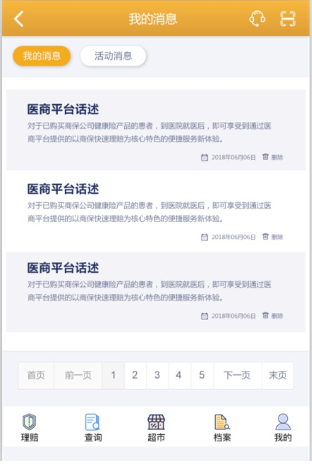 我的消息
我的消息 活动消息
医商平台话述
对于已购买商保公司健康险产品的患者，到医院就医后，即可享受到通过医
商平台提供的以商保快速理赔为核心特色的便捷服务新体验。
2018年06月06日 删除
医商平台话述
对于已购买商保公司健康险产品的患者，到医院就医后，即可享受到通过医
商平台提供的以商保快速理赔为核心特色的便捷服务新体验。
2018年06月06日 删除
医商平台话述
对于已购买商保公司健康险产品的患者，到医院就医后，即可享受到通过医
商平台提供的以商保快速理赔为核心特色的便捷服务新体验。
2018年06月06日 删除
首页 前一页 1 2 3 4 5 下一页 末页
理赔 查询 超市 档案 我的